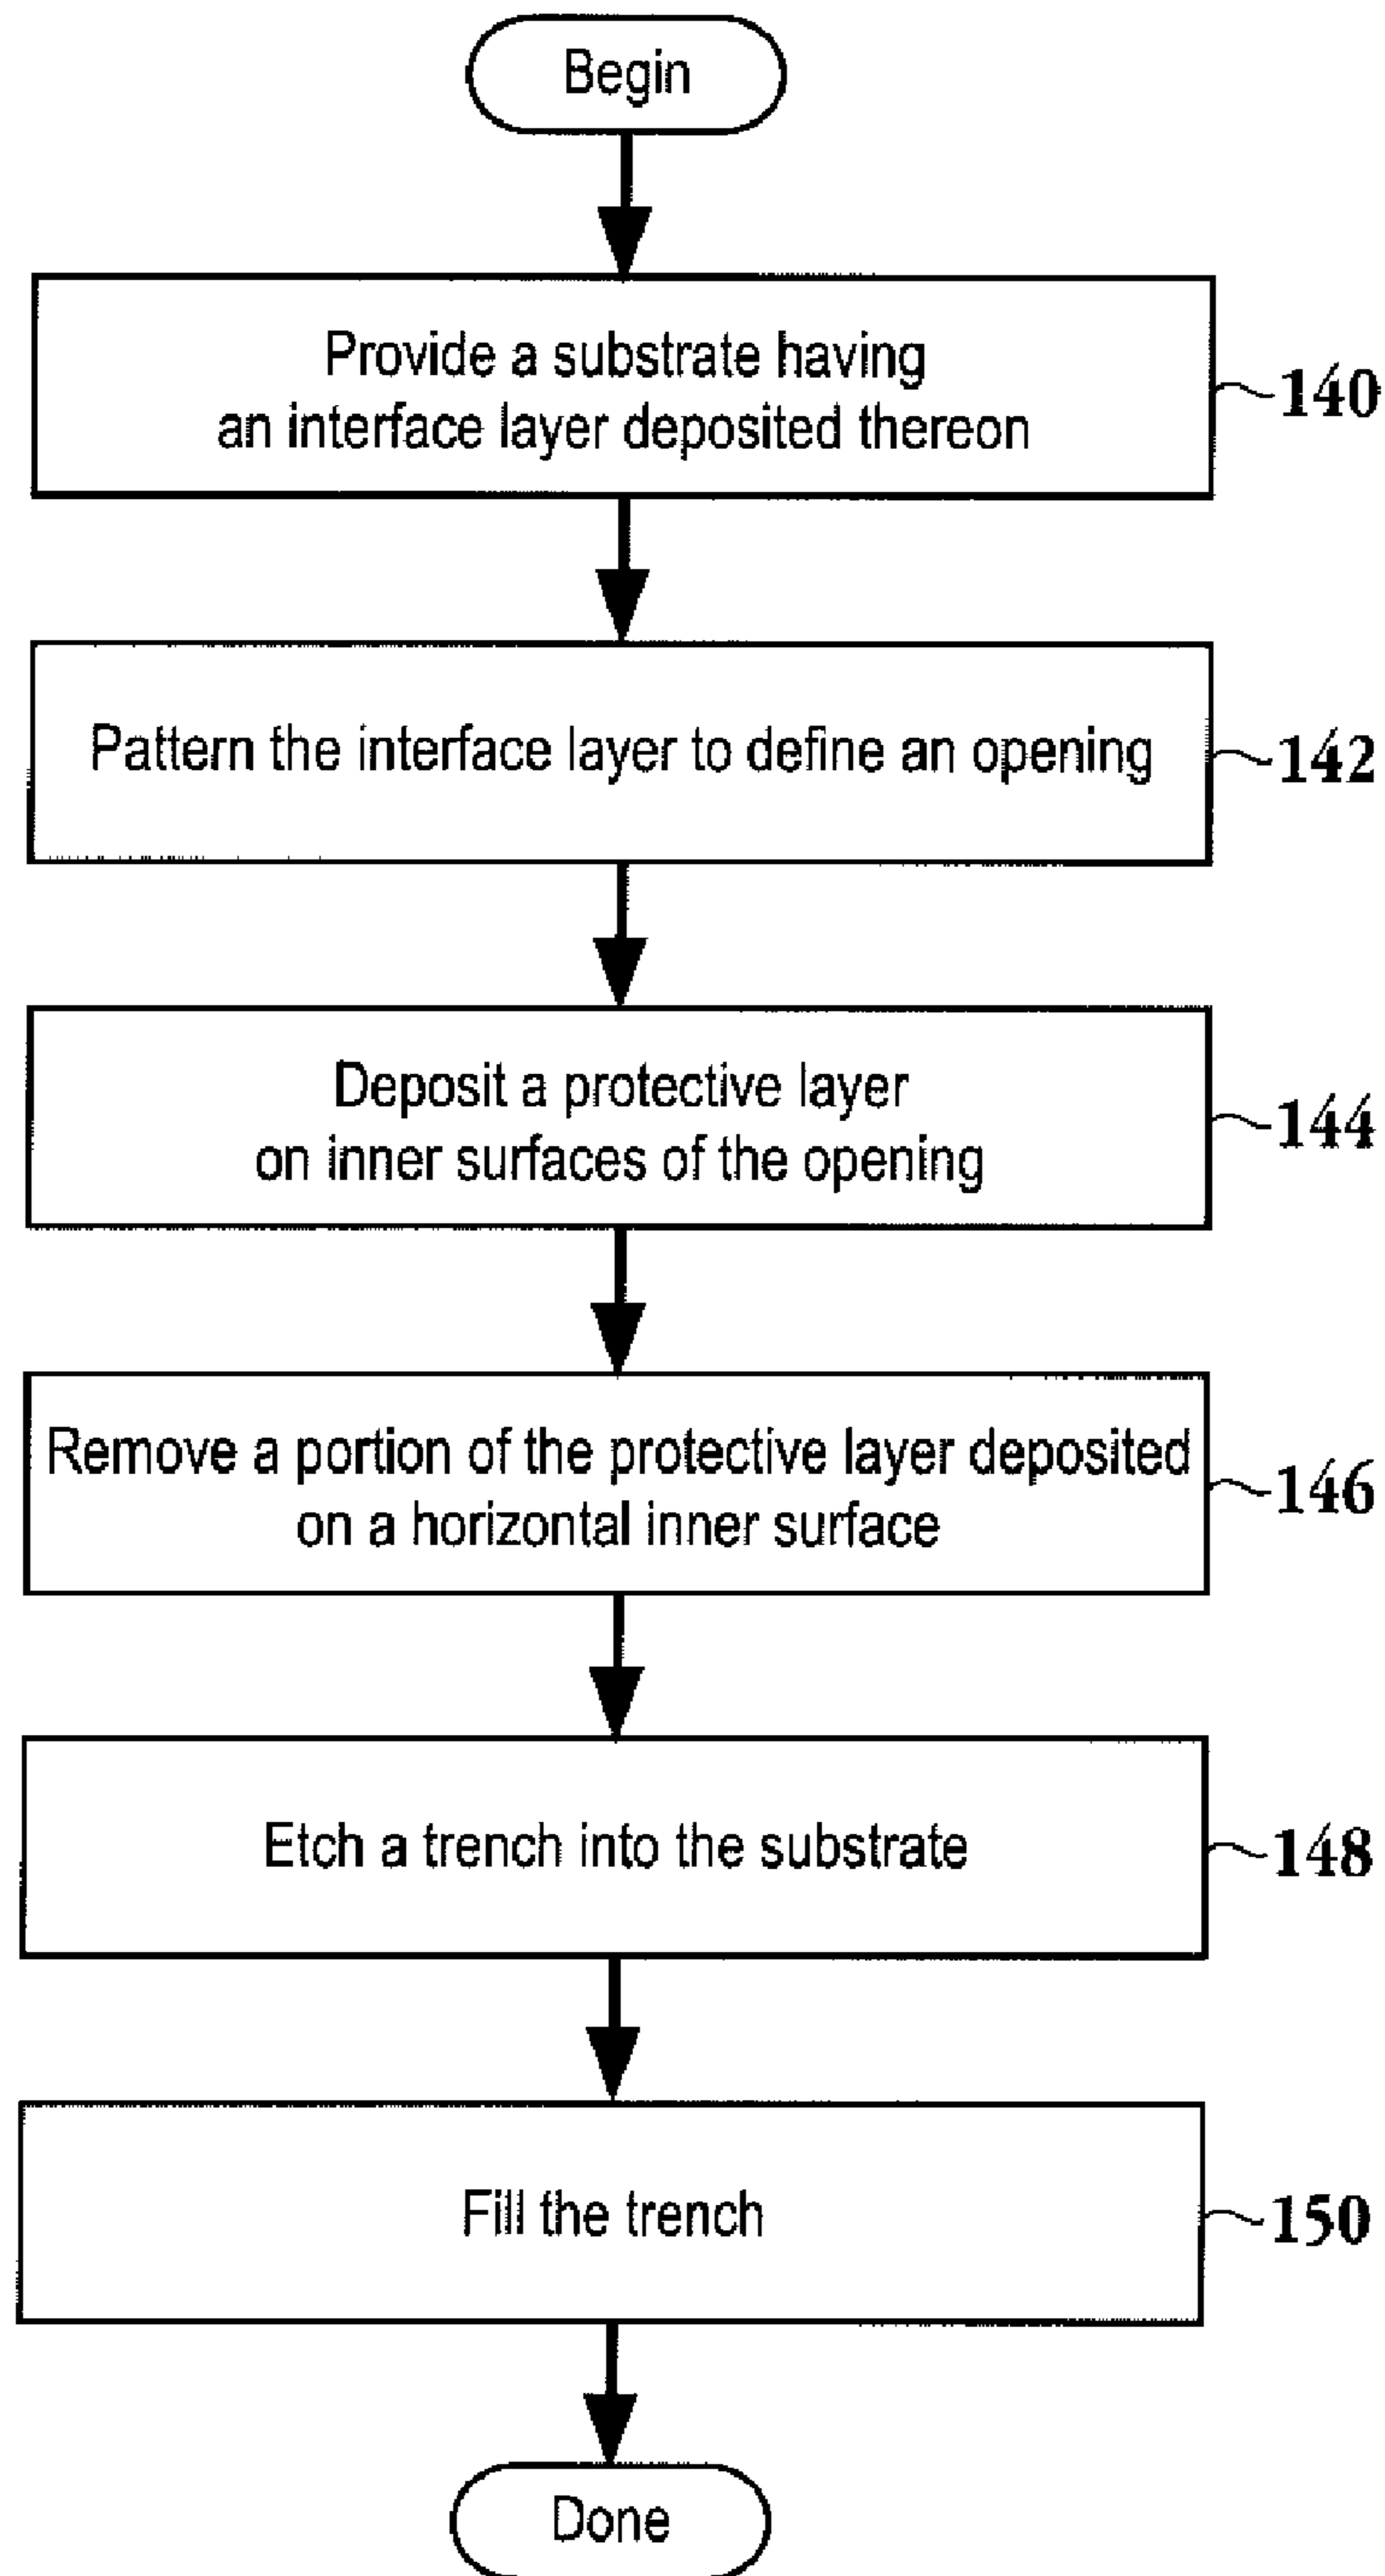 Begin
Provide a substrate having
an interface layer deposited thereon
140
Pattern the interface layer to define an opening
142
Deposit a protective layer
on inner surfaces of the opening
144
Remove a portion of the protective layer deposited
on a horizontal inner surface
146
Etch a trench into the substrate
148
Fill the trench
150
Done